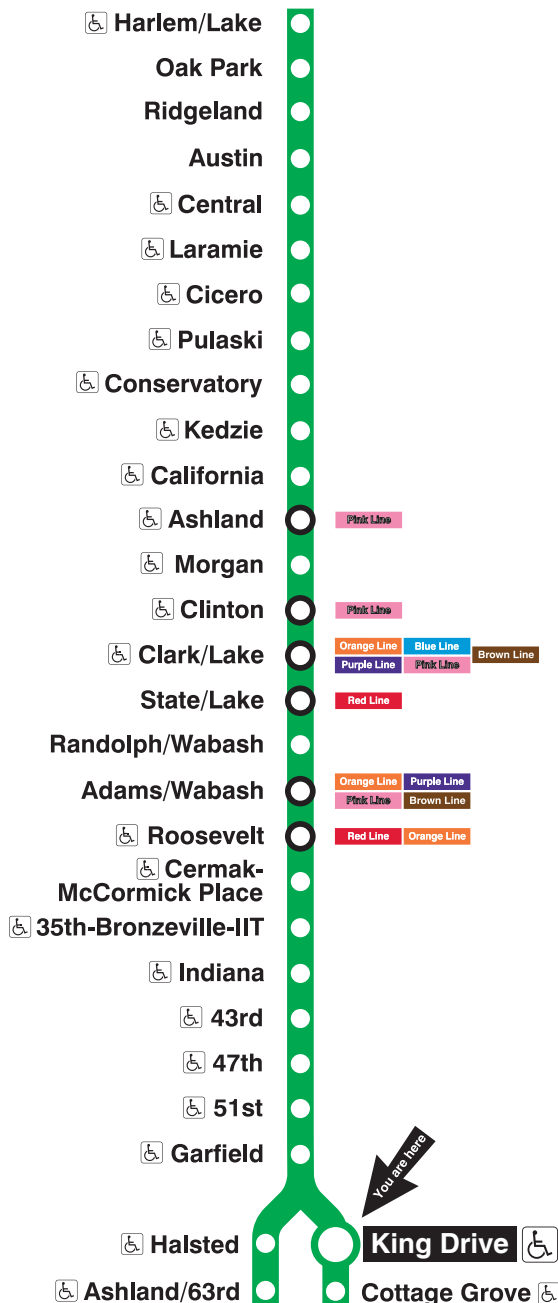 Harlem/Lake
Oak Park
Ridgeland
Austin
Central
Laramie
Cicero
Pulaski
Conservatory
Kedzie
California
Ashland Pink Line
Morgan
Clinton Pink Line
Clark/Lake Orange Line Blue Line Brown Line
Purple Line Pink Line
State/Lake Red Line
Randolph/Wabash
Adams/Wabash Orange Line Purple Line
Pink Line Brown Line
Roosevelt Red Line Orange Line
Cermak-
McCormick Place
35th-Bronzeville-IIT
Indiana
43rd
47th
51st
Garfield
You are here
Halsted King Drive
Ashland/63rd Cottage Grove